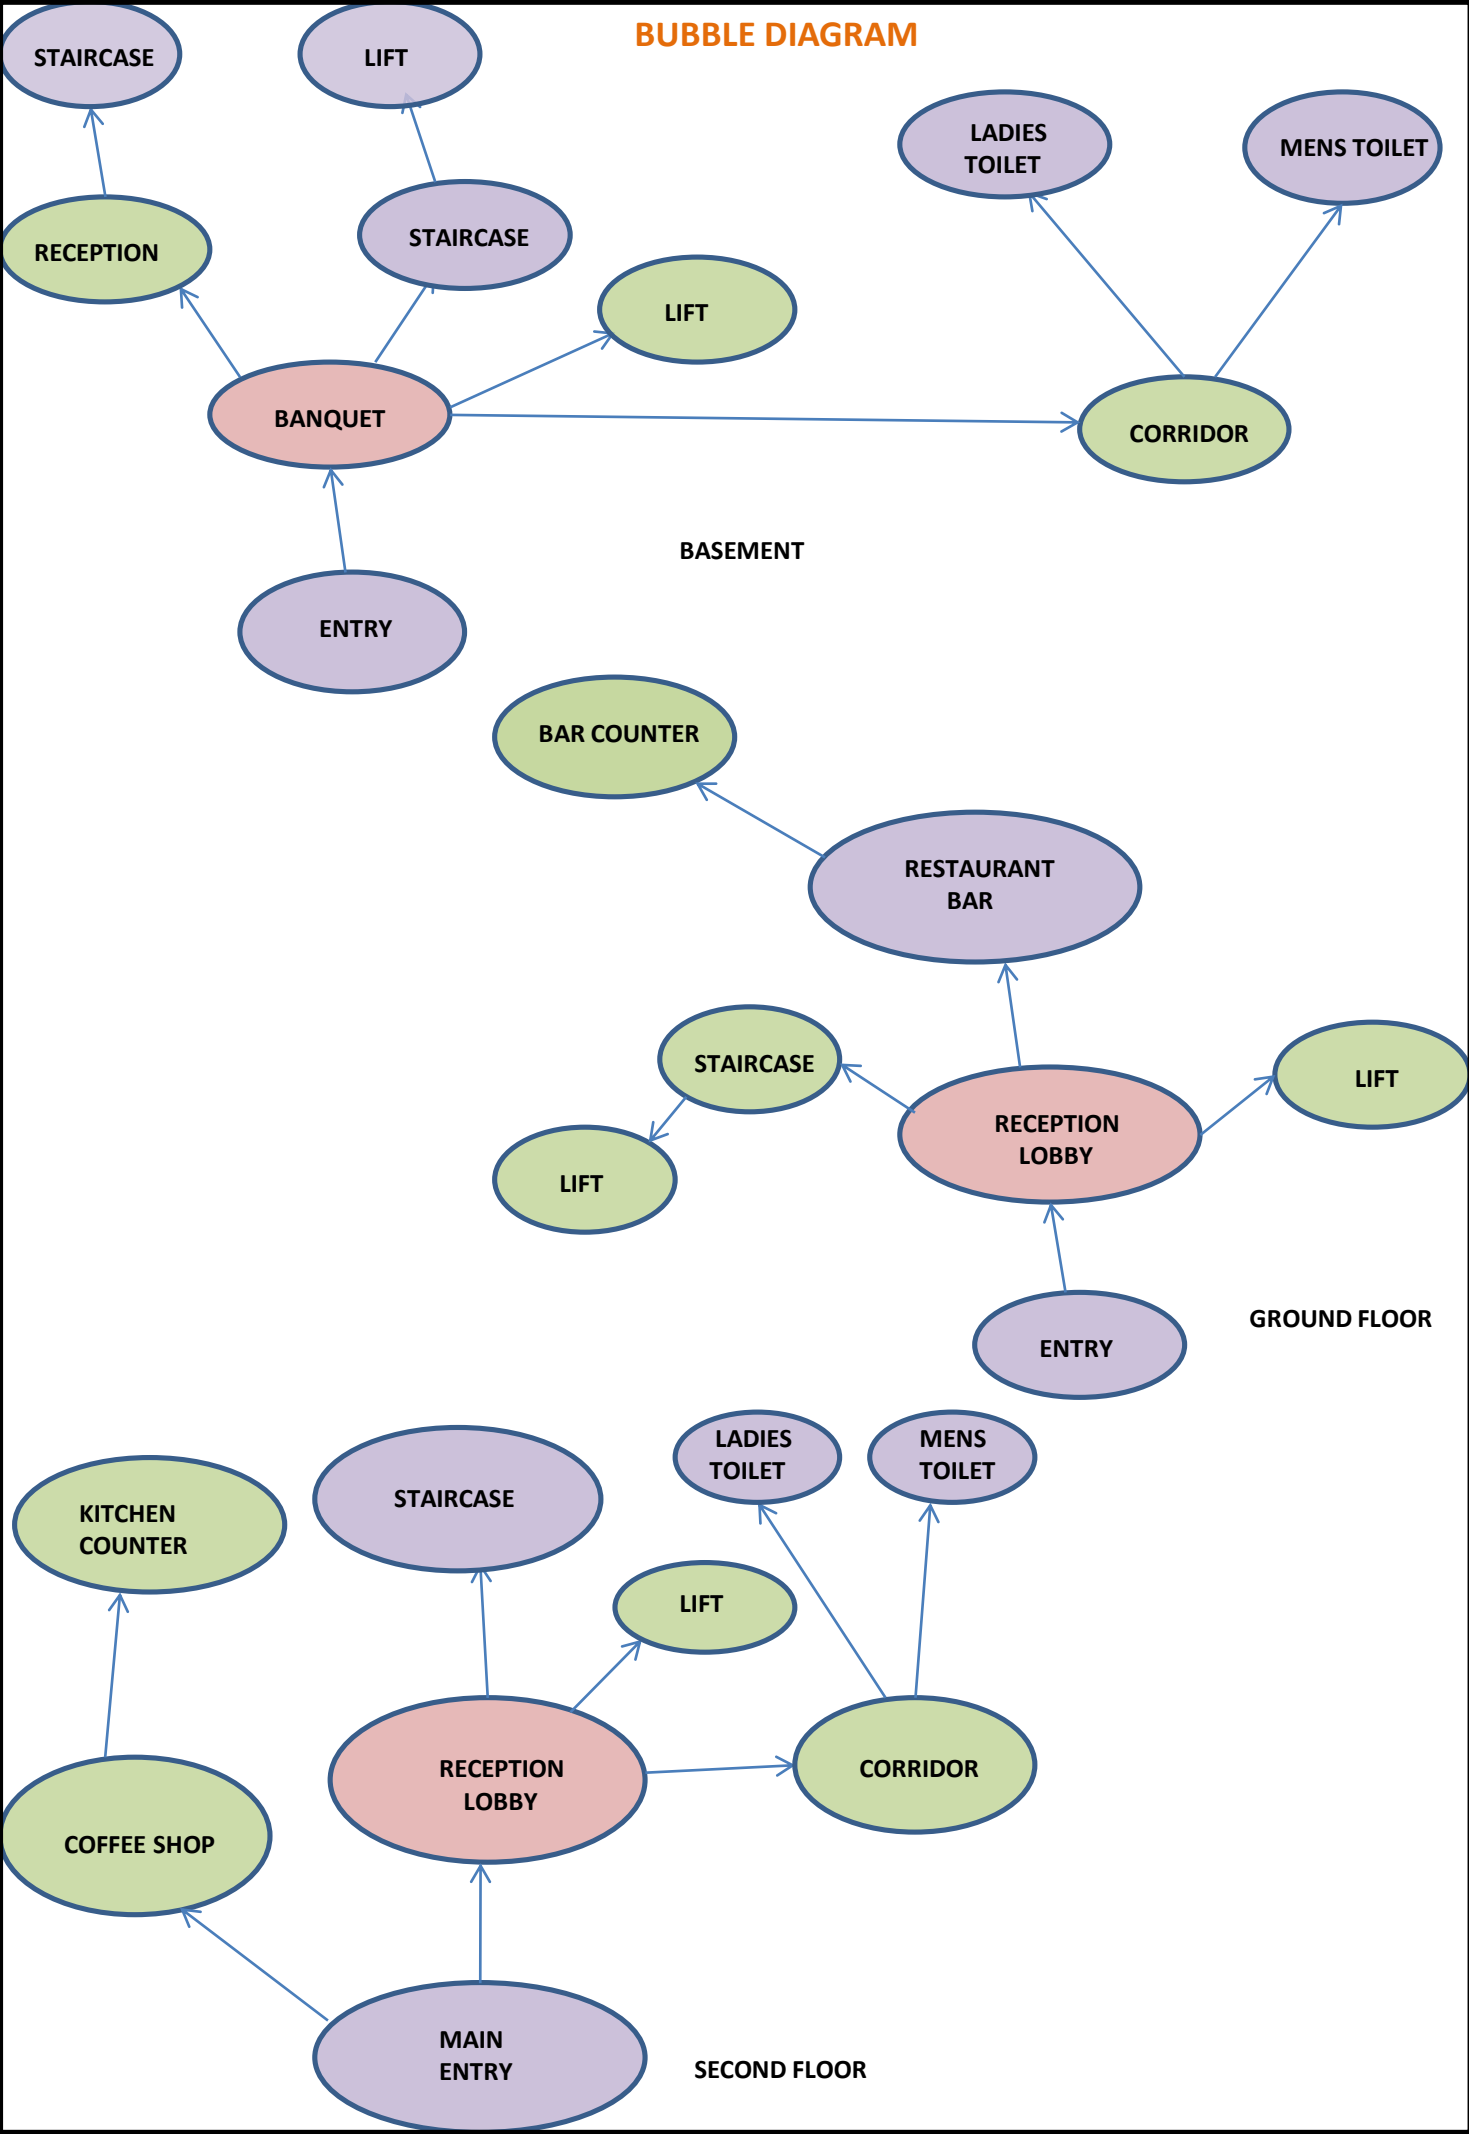 BUBBLE DIAGRAM
STAIRCASE
LIFT
LADIES
TOILET
MENS TOILET
RECEPTION
STAIRCASE
LIFT
BANQUET
CORRIDOR
BASEMENT
ENTRY
BAR COUNTER
RESTAURANT
BAR
STAIRCASE
LIFT
RECEPTION
LOBBY
LIFT
ENTRY
GROUND FLOOR
LADIES
TOILET
MENS
TOILET
KITCHEN
COUNTER
STAIRCASE
LIFT
RECEPTION
LOBBY
CORRIDOR
COFFEE SHOP
MAIN
ENTRY
SECOND FLOOR